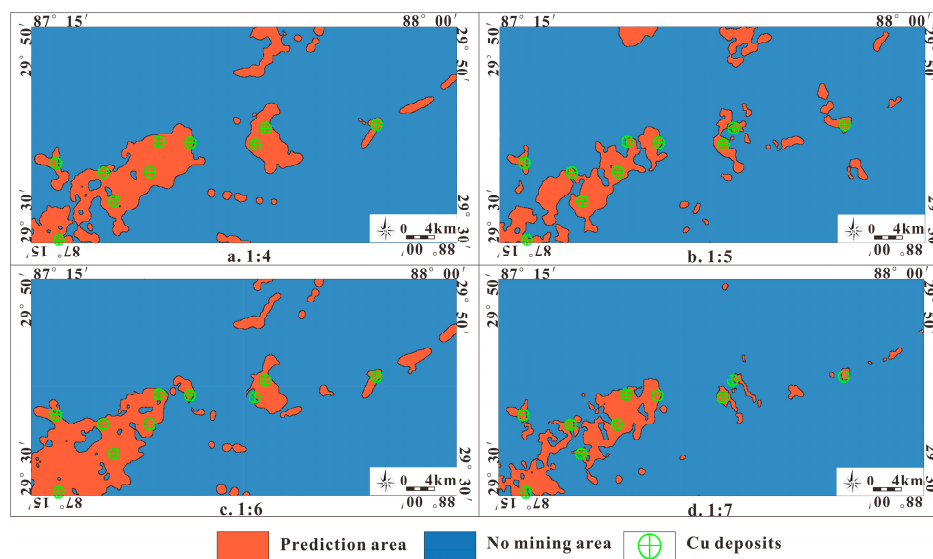 87° 15′ 88° 00′ 87° 15′ 88° 00′
29° 50′ 29° 50′ 29° 50′ 29° 50′
29° 30′ 29° 30′ 29° 30′ 29° 30′
0 4km 0 4km
87° 15′ a. 1:4 88° 00′ 87° 15′ b. 1:5 88° 00′
87° 15′ 88° 00′ 87° 15′ 88° 00′
29° 50′ 29° 50′ 29° 50′ 29° 50′
29° 30′ 29° 30′ 29° 30′ 29° 30′
0 4km 0 4km
87° 15′ c. 1:6 88° 00′ 87° 15′ d. 1:7 88° 00′
Prediction area No mining area Cu deposits